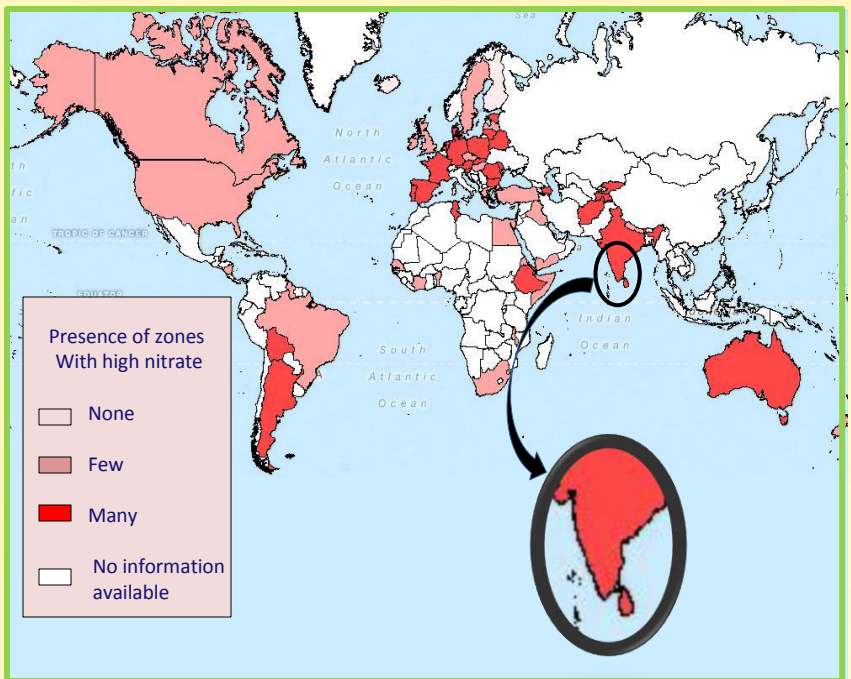 Sea
North
Atlantic
Ocean
TROPIC OF CANCER
EQUATOR
Indian
Ocean
South
Atlantic
Ocean
Presence of zones
With high nitrate
None
Few
Many
No information
available